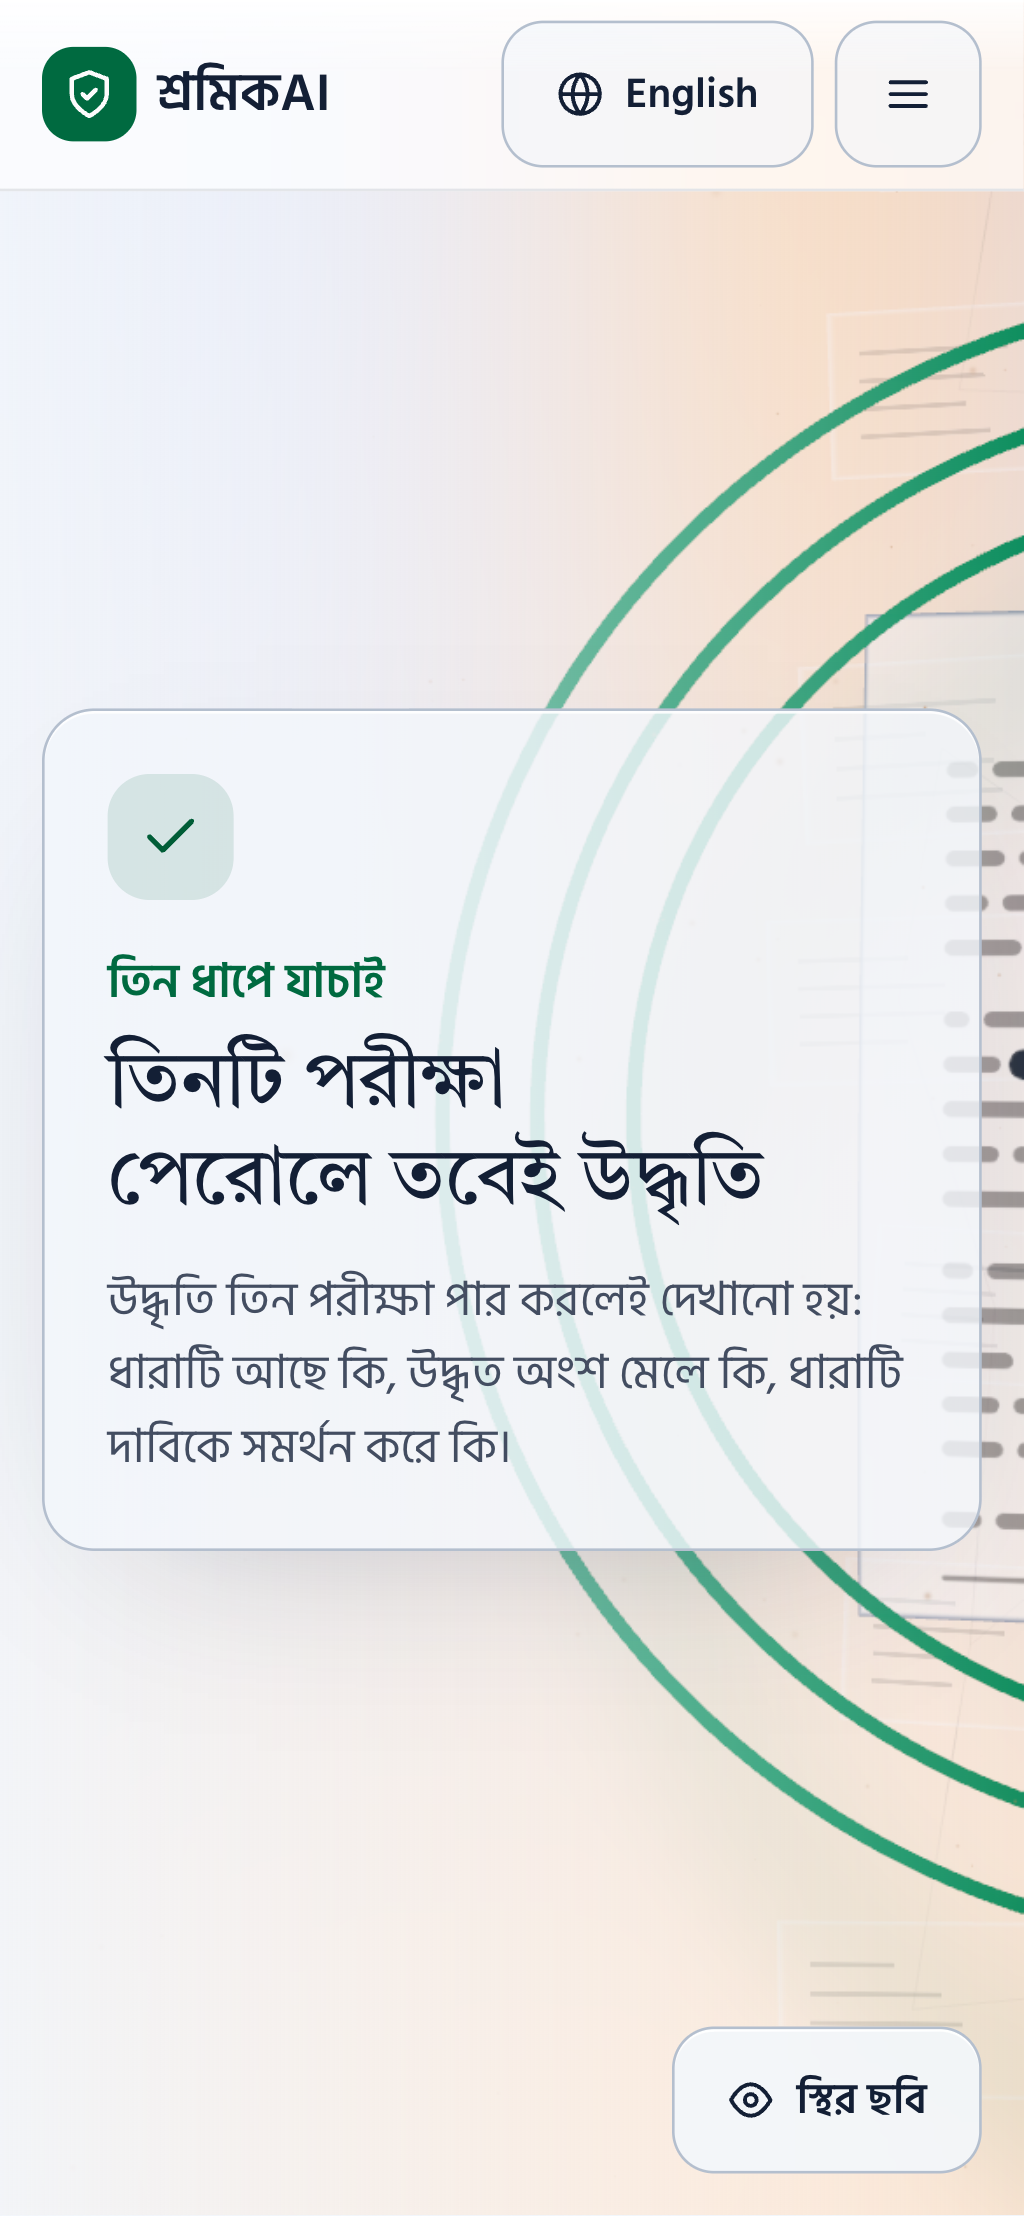 শ্রমিকAI
English
তিন ধাপে যাচাই
তিনটি পরীক্ষা
পেরোলে তবেই উদ্ধৃতি
উদ্ধৃতি তিন পরীক্ষা পার করলেই দেখানো হয়:
ধারাটি আছে কি, উদ্ধৃত অংশ মেলে কি, ধারাটি
দাবিকে সমর্থন করে কি।
স্থির ছবি